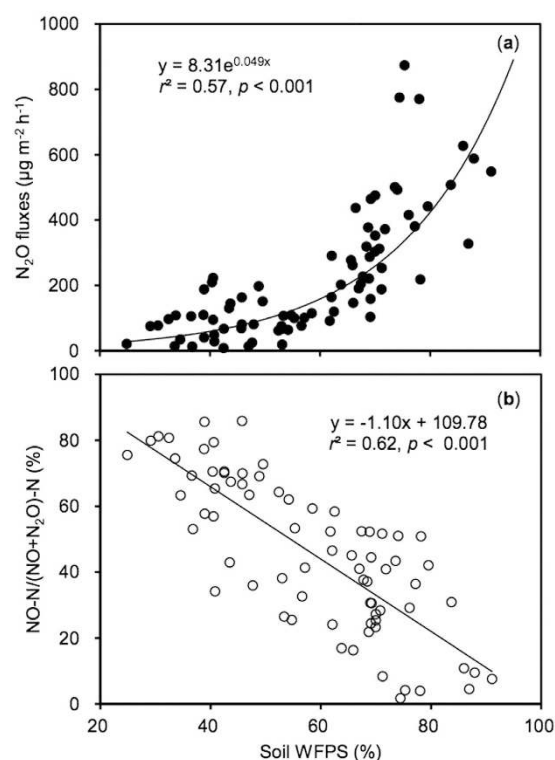 1000
800
600
400
200
0
N₂O fluxes (µg m⁻² h⁻¹)
(a)
y = 8.31e^0.049x
r² = 0.57, p < 0.001
100
80
60
40
20
0
NO-N/(NO+N₂O)-N (%)
(b)
y = -1.10x + 109.78
r² = 0.62, p < 0.001
20 40 60 80 100
Soil WFPS (%)